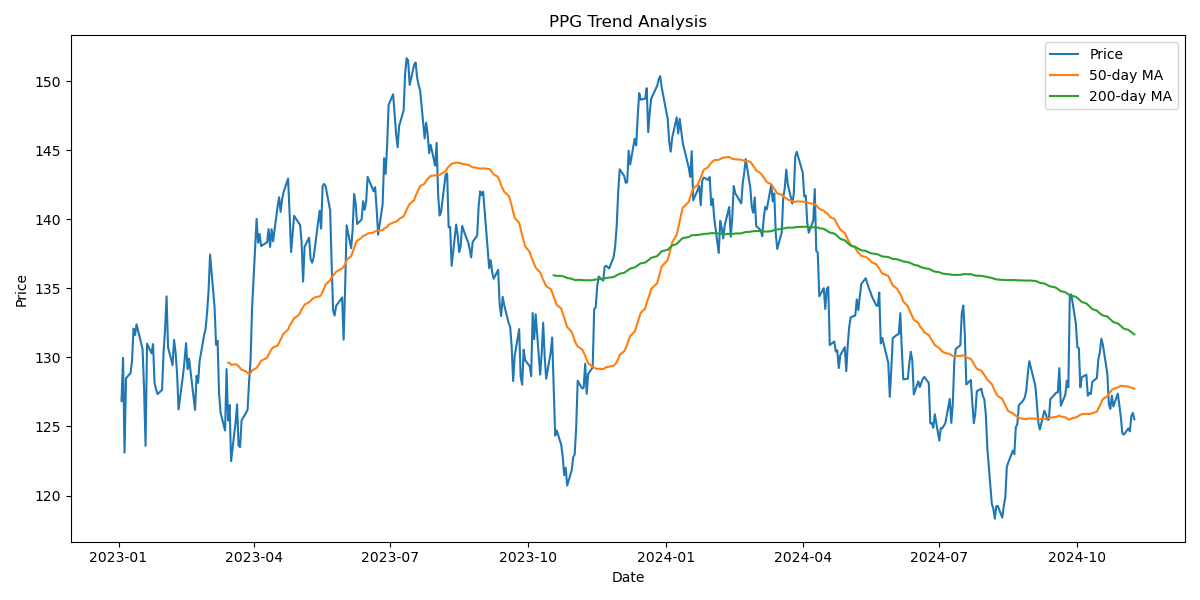 PPG Trend Analysis
Price
50-day MA
200-day MA
150
145
140
135
130
125
120
Price
2023-01
2023-04
2023-07
2023-10
2024-01
2024-04
2024-07
2024-10
Date